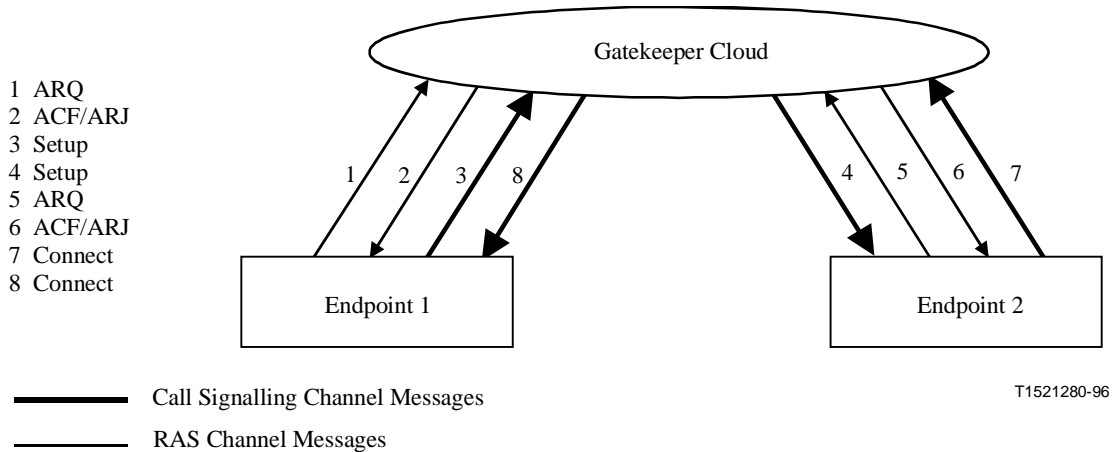 Gatekeeper Cloud
1 ARQ
2 ACF/ARJ
3 Setup
4 Setup
5 ARQ
6 ACF/ARJ
7 Connect
8 Connect
1
2
3
8
4
5
6
7
Endpoint 1
Endpoint 2
Call Signalling Channel Messages
T1521280-96
RAS Channel Messages